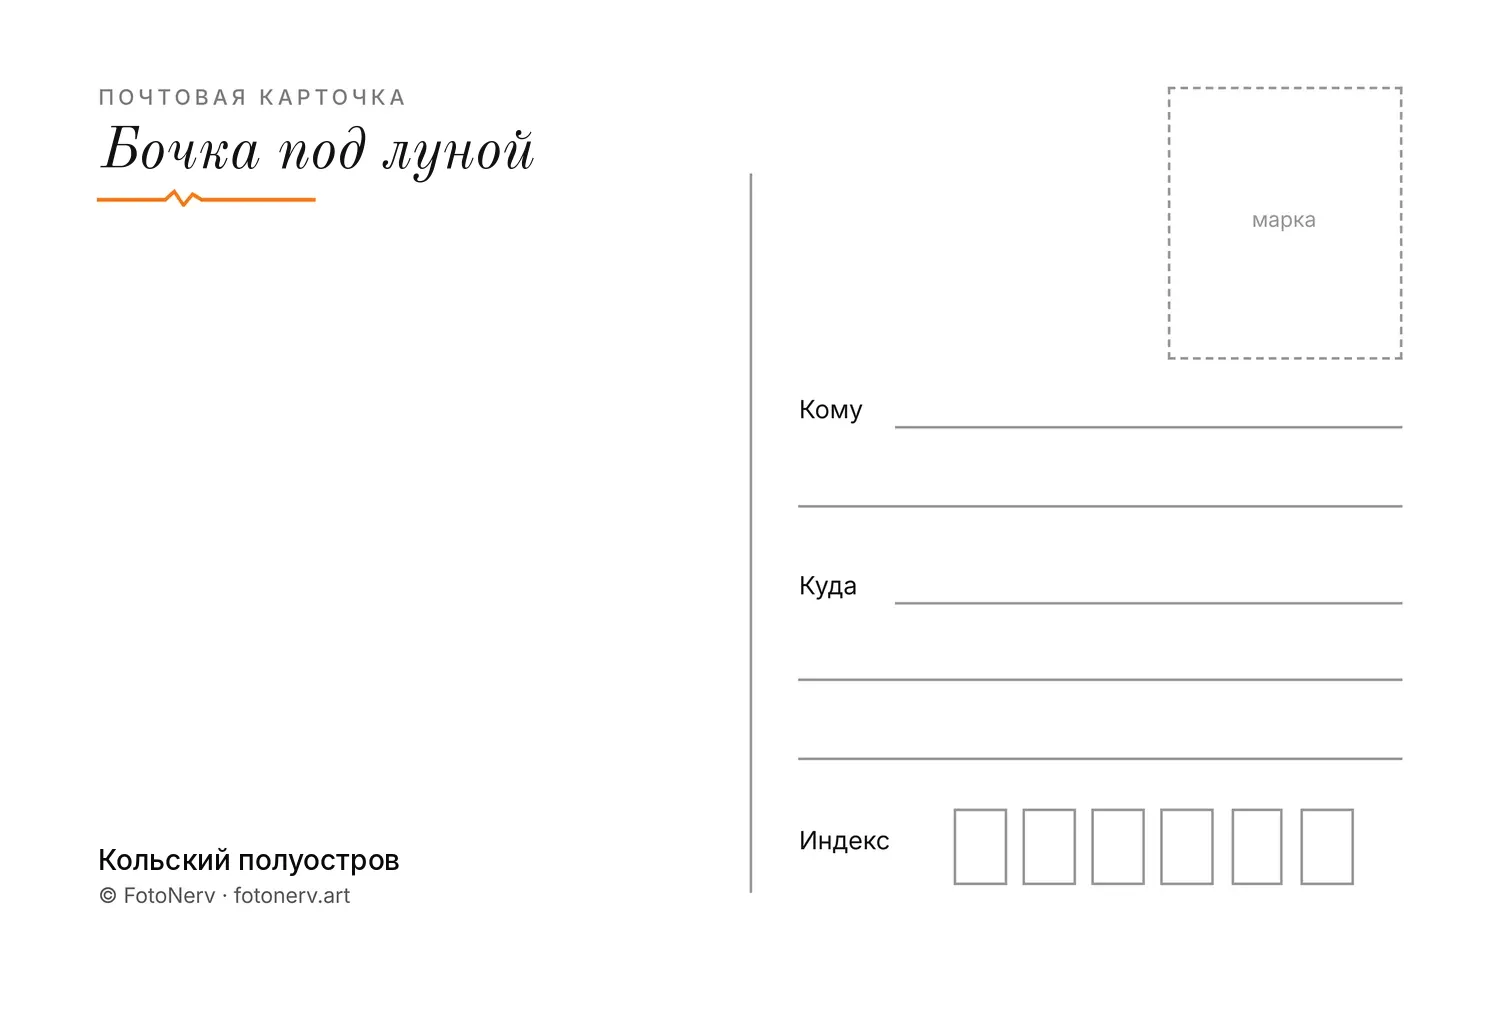 ПОЧТОВАЯ КАРТОЧКА
Бочка под луной
марка
Кому
Куда
Индекс
Кольский полуостров
© FotoNerv · fotonerv.art